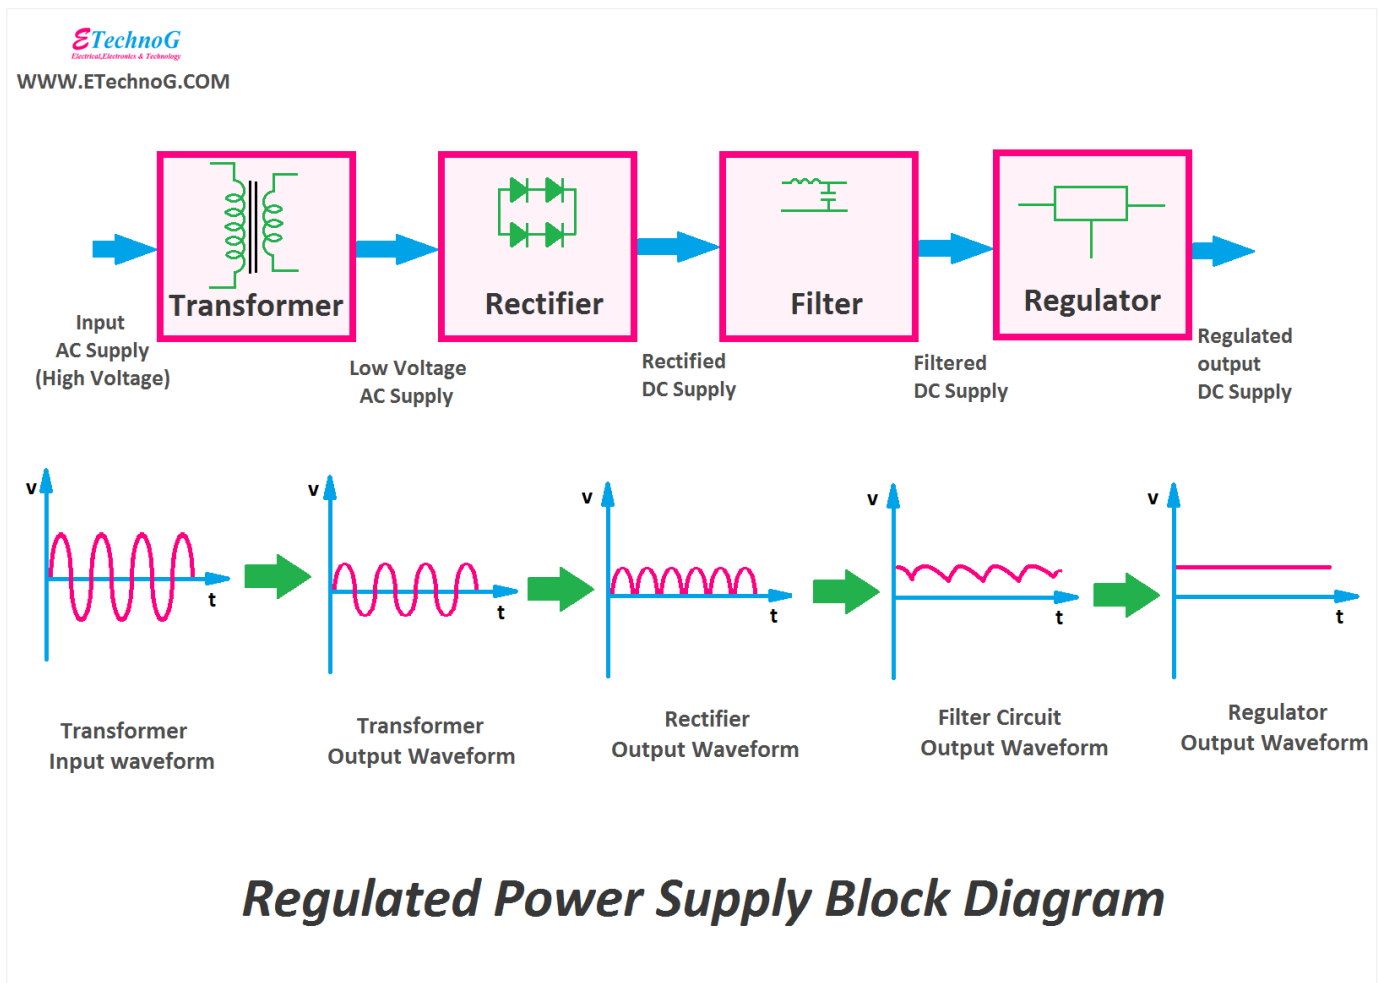 ETechnoG
Electrical,Electronics & Technology
WWW.ETechnoG.COM
Transformer
Rectifier
Filter
Regulator
Input
AC Supply
(High Voltage)
Low Voltage
AC Supply
Rectified
DC Supply
Filtered
DC Supply
Regulated
output
DC Supply
v
t
v
t
v
t
v
t
v
t
Transformer
Input waveform
Transformer
Output Waveform
Rectifier
Output Waveform
Filter Circuit
Output Waveform
Regulator
Output Waveform
Regulated Power Supply Block Diagram